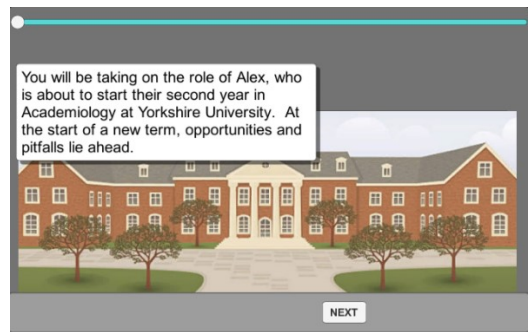 You will be taking on the role of Alex, who
is about to start their second year in
Academiology at Yorkshire University.  At
the start of a new term, opportunities and
pitfalls lie ahead.
NEXT